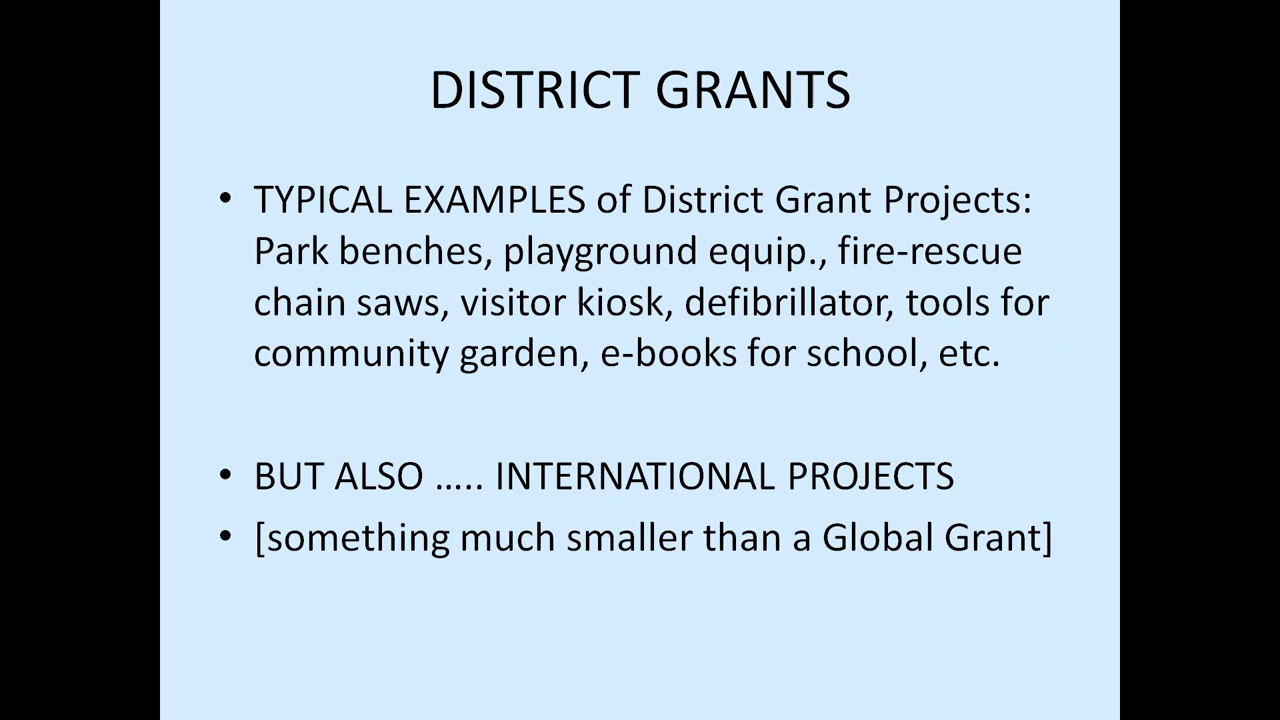 DISTRICT GRANTS
• TYPICAL EXAMPLES of District Grant Projects:
Park benches, playground equip., fire-rescue
chain saws, visitor kiosk, defibrillator, tools for
community garden, e-books for school, etc.
• BUT ALSO ..... INTERNATIONAL PROJECTS
• [something much smaller than a Global Grant]